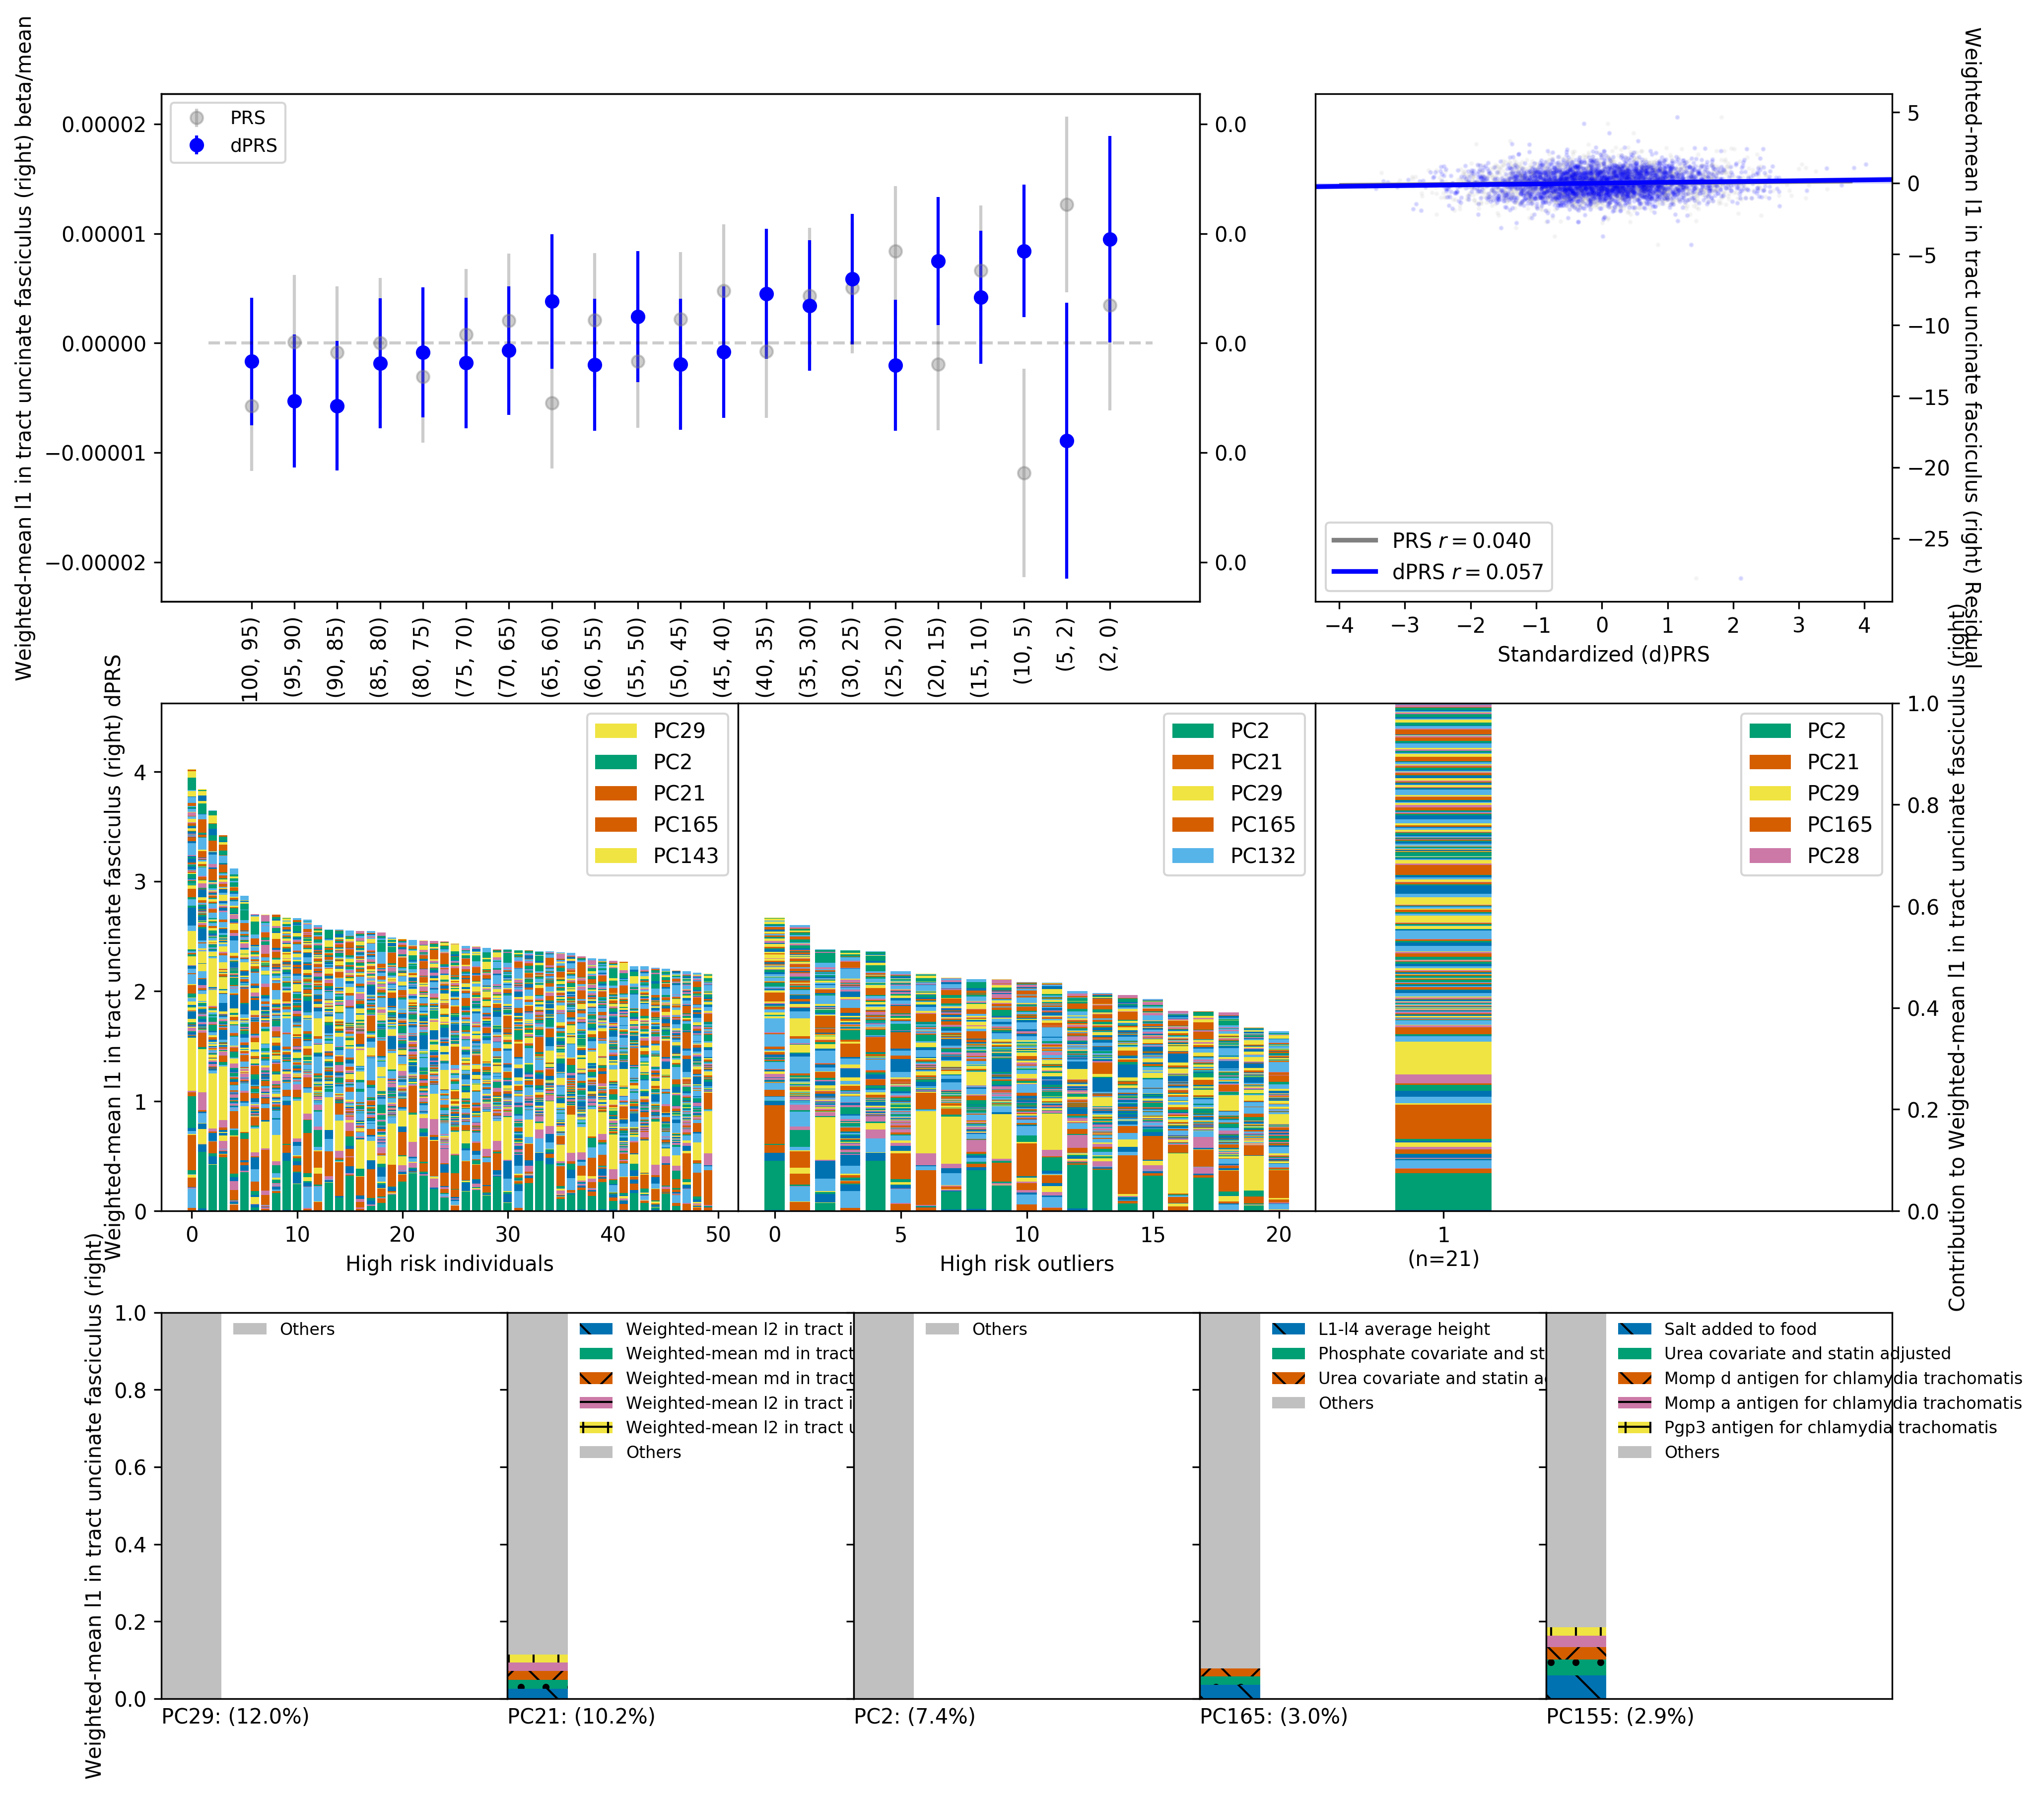 Weighted-mean l1 in tract uncinate fasciculus (right) beta/mean
0.00002
0.00001
0.00000
−0.00001
−0.00002
PRS
dPRS
0.0
0.0
0.0
0.0
0.0
100, 95)
(95, 90)
(90, 85)
(85, 80)
(80, 75)
(75, 70)
(70, 65)
(65, 60)
(60, 55)
(55, 50)
(50, 45)
(45, 40)
(40, 35)
(35, 30)
(30, 25)
(25, 20)
(20, 15)
(15, 10)
(10, 5)
(5, 2)
(2, 0)
PRS r = 0.040
dPRS r = 0.057
5
0
−5
−10
−15
−20
−25
−4 −3 −2 −1 0 1 2 3 4
Standardized (d)PRS
Weighted-mean l1 in tract uncinate fasciculus (right) Residual
Weighted-mean l1 in tract uncinate fasciculus (right) dPRS
4
3
2
1
0
PC29
PC2
PC21
PC165
PC143
0 10 20 30 40 50
High risk individuals
PC2
PC21
PC29
PC165
PC132
0 5 10 15 20
High risk outliers
PC2
PC21
PC29
PC165
PC28
1
(n=21)
1.0
0.8
0.6
0.4
0.2
0.0
Contribution to Weighted-mean l1 in tract uncinate fasciculus (right)
Weighted-mean l1 in tract uncinate fasciculus (right)
1.0
0.8
0.6
0.4
0.2
0.0
Others
PC29: (12.0%)
Weighted-mean l2 in tract i
Weighted-mean md in tract
Weighted-mean md in tract
Weighted-mean l2 in tract i
Weighted-mean l2 in tract u
Others
PC21: (10.2%)
Others
PC2: (7.4%)
L1-l4 average height
Phosphate covariate and st
Urea covariate and statin a
Others
PC165: (3.0%)
Salt added to food
Urea covariate and statin adjusted
Momp d antigen for chlamydia trachomatis
Momp a antigen for chlamydia trachomatis
Pgp3 antigen for chlamydia trachomatis
Others
PC155: (2.9%)